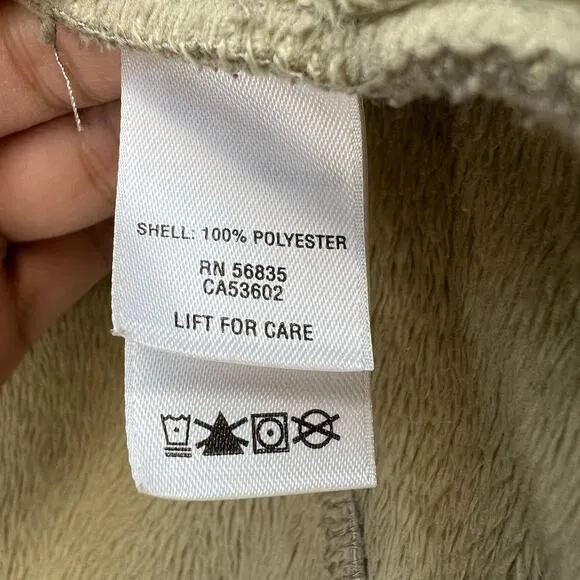 SHELL: 100% POLYESTER
RN 56835
CA53602
LIFT FOR CARE